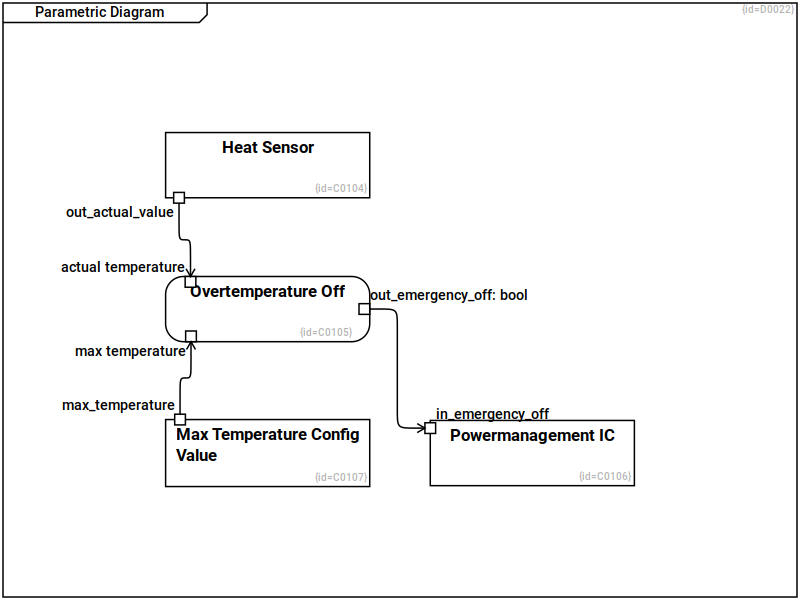 Parametric Diagram
{id=D0022}
Heat Sensor
{id=C0104}
out_actual_value
actual temperature
Overtemperature Off
out_emergency_off: bool
{id=C0105}
max temperature
max_temperature
in_emergency_off
Max Temperature Config
Value
{id=C0107}
Powermanagement IC
{id=C0106}